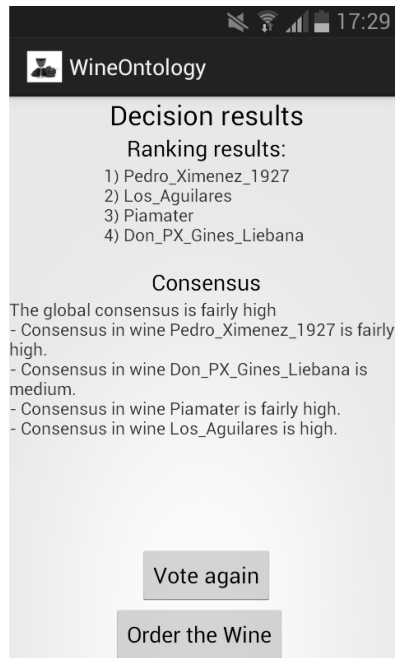 17:29
WineOntology
Decision results
Ranking results:
1) Pedro_Ximenez_1927
2) Los_Aguilares
3) Piamater
4) Don_PX_Gines_Liebana
Consensus
The global consensus is fairly high
- Consensus in wine Pedro_Ximenez_1927 is fairly
high.
- Consensus in wine Don_PX_Gines_Liebana is
medium.
- Consensus in wine Piamater is fairly high.
- Consensus in wine Los_Aguilares is high.
Vote again
Order the Wine